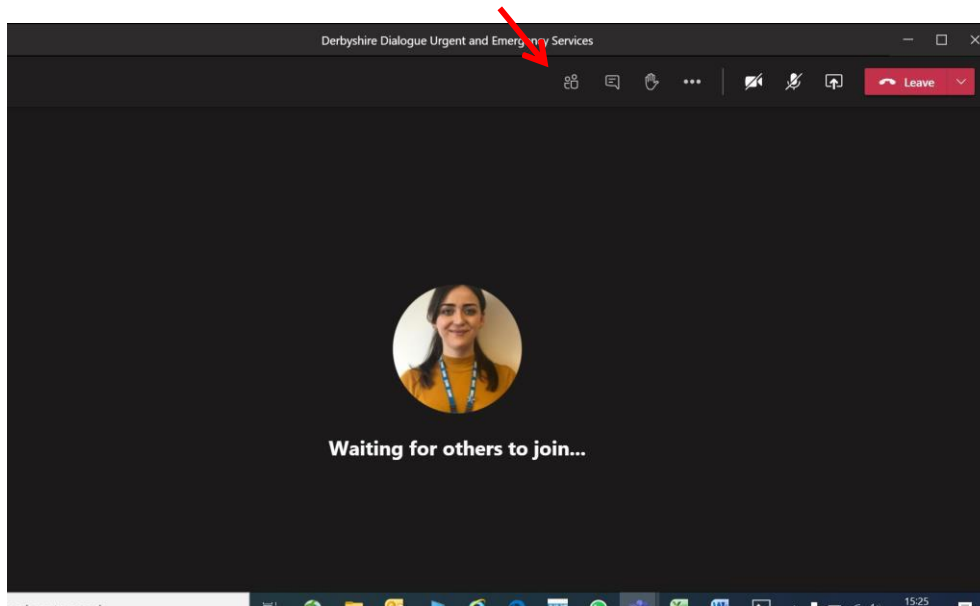 Derbyshire Dialogue Urgent and Emergency Services
Leave
Waiting for others to join...
15:25